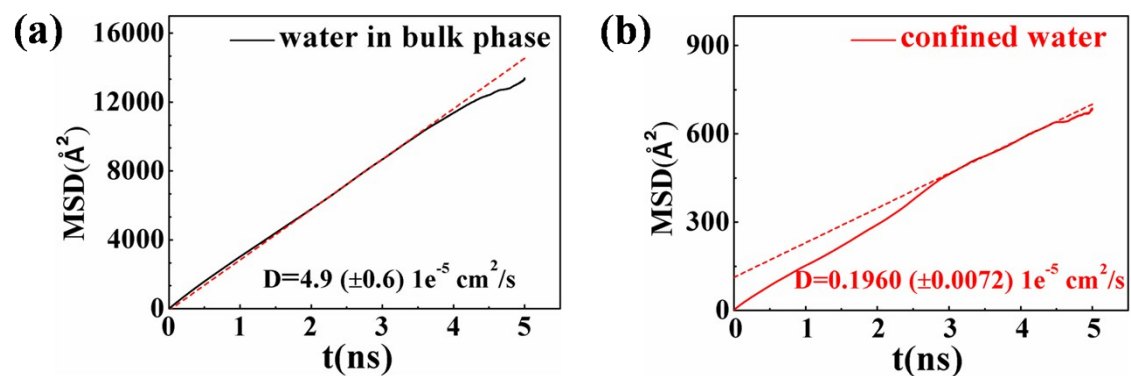 (a)
water in bulk phase
MSD(Å²)
16000
12000
8000
4000
0
D=4.9 (±0.6) 1e⁻⁵ cm²/s
0 1 2 3 4 5
t(ns)
(b)
confined water
MSD(Å²)
900
600
300
0
D=0.1960 (±0.0072) 1e⁻⁵ cm²/s
0 1 2 3 4 5
t(ns)